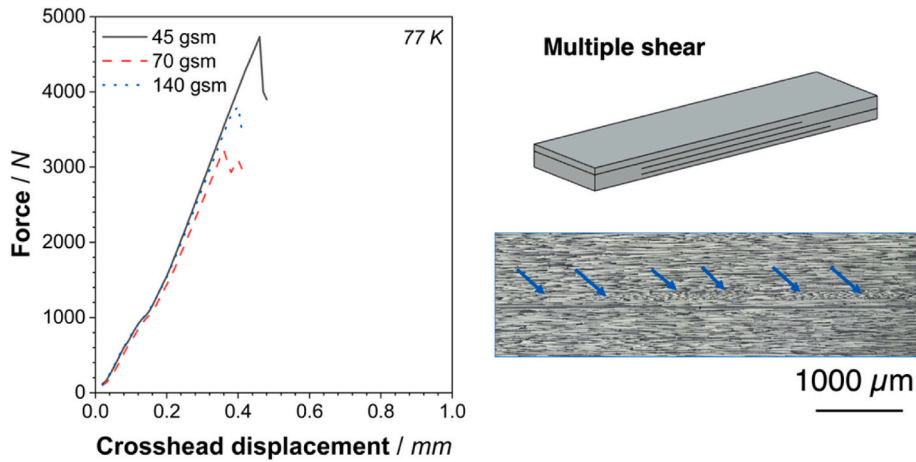 5000
4000
3000
2000
1000
0
Force / N
45 gsm
70 gsm
140 gsm
77 K
0.0 0.2 0.4 0.6 0.8 1.0
Crosshead displacement / mm
Multiple shear
1000 µm